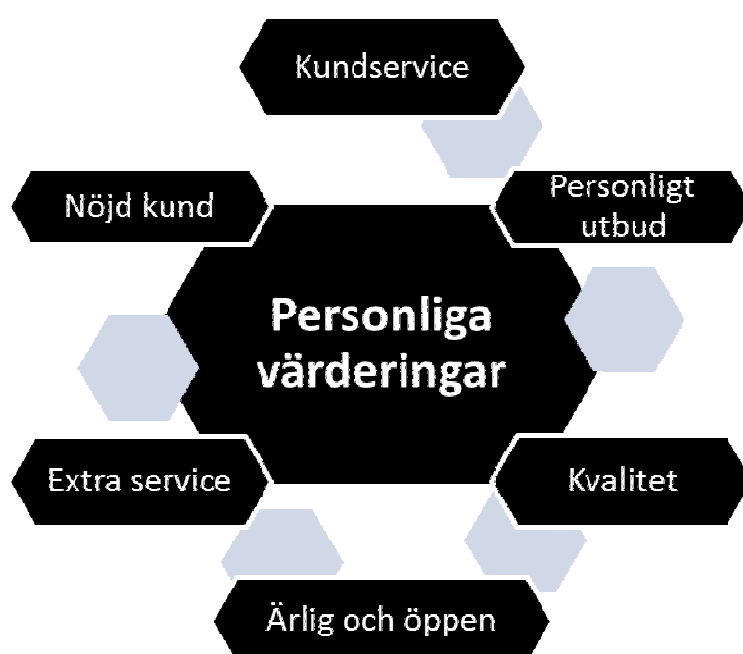 Kundservice
Nöjd kund
Personligt
utbud
Personliga
värderingar
Extra service
Kvalitet
Ärlig och öppen